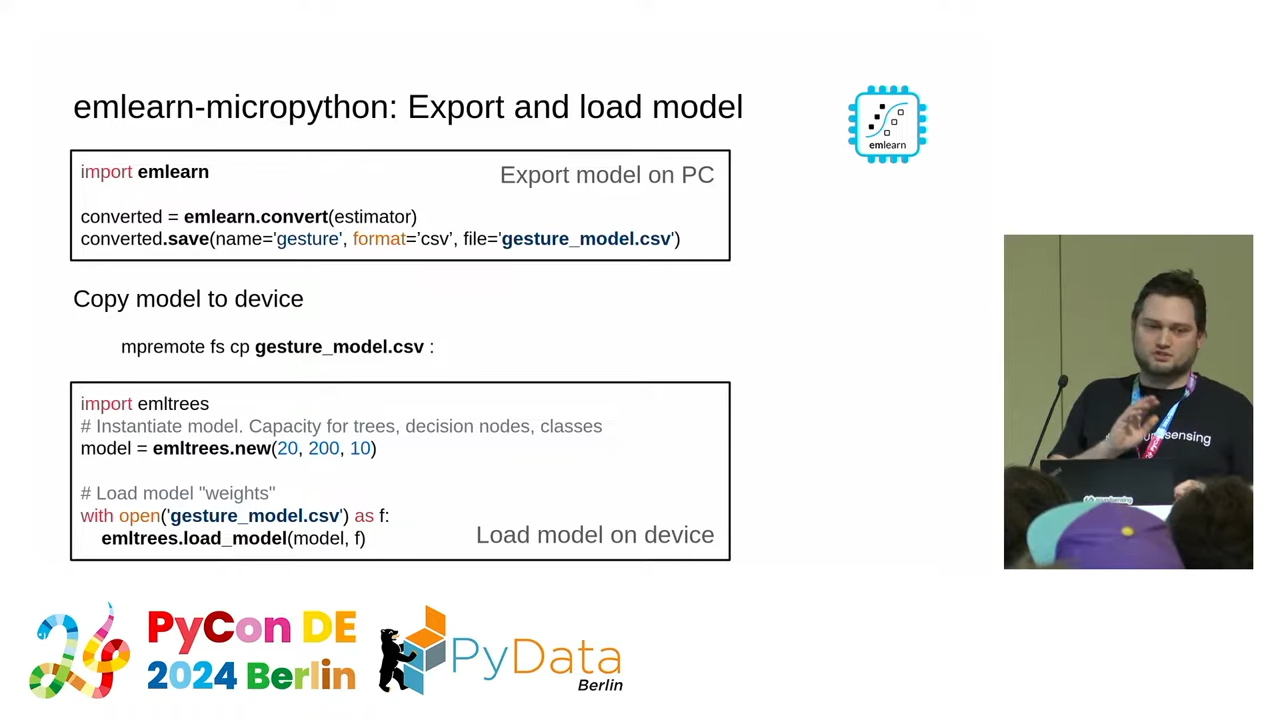 emlearn-micropython: Export and load model
emlearn
import emlearn
Export model on PC
converted = emlearn.convert(estimator)
converted.save(name='gesture', format='csv', file='gesture_model.csv')
Copy model to device
mpremote fs cp gesture_model.csv :
import emltrees
# Instantiate model. Capacity for trees, decision nodes, classes
model = emltrees.new(20, 200, 10)
# Load model "weights"
with open('gesture_model.csv') as f:
emltrees.load_model(model, f)
Load model on device
PyCon DE
2024 Berlin
PyData
Berlin